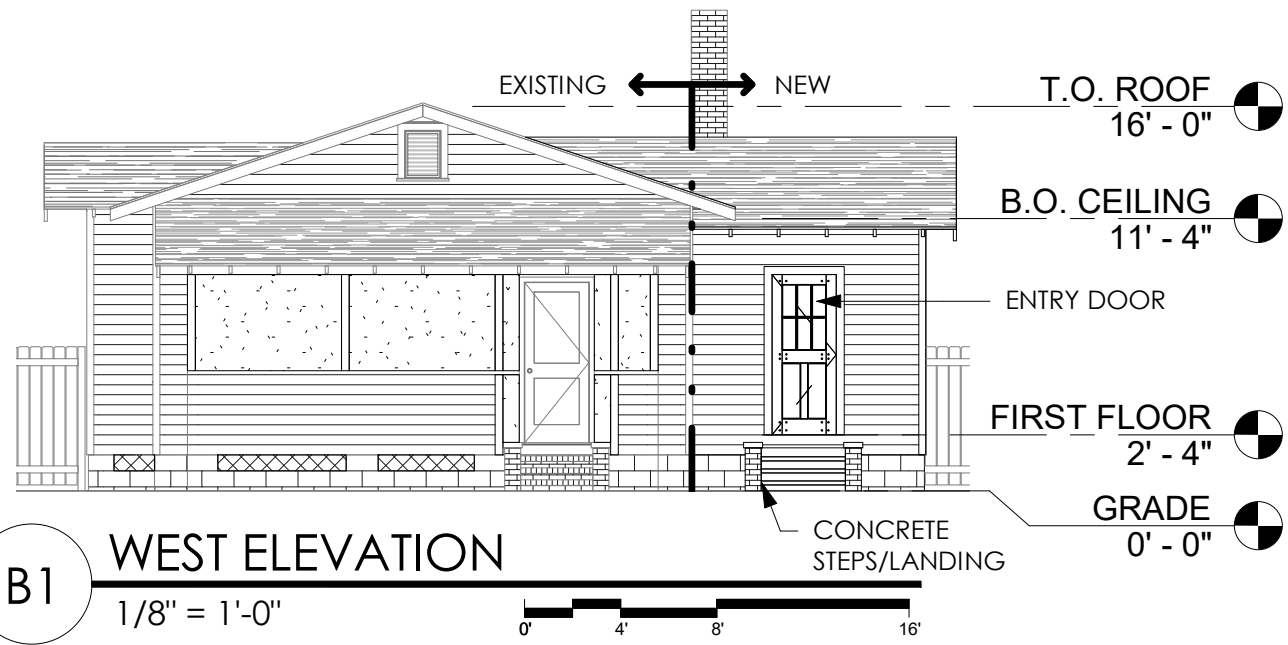 EXISTING
NEW
T.O. ROOF
16' - 0"
B.O. CEILING
11' - 4"
ENTRY DOOR
FIRST FLOOR
2' - 4"
GRADE
0' - 0"
CONCRETE
STEPS/LANDING
B1
WEST ELEVATION
1/8" = 1'-0"
0' 4' 8' 16'